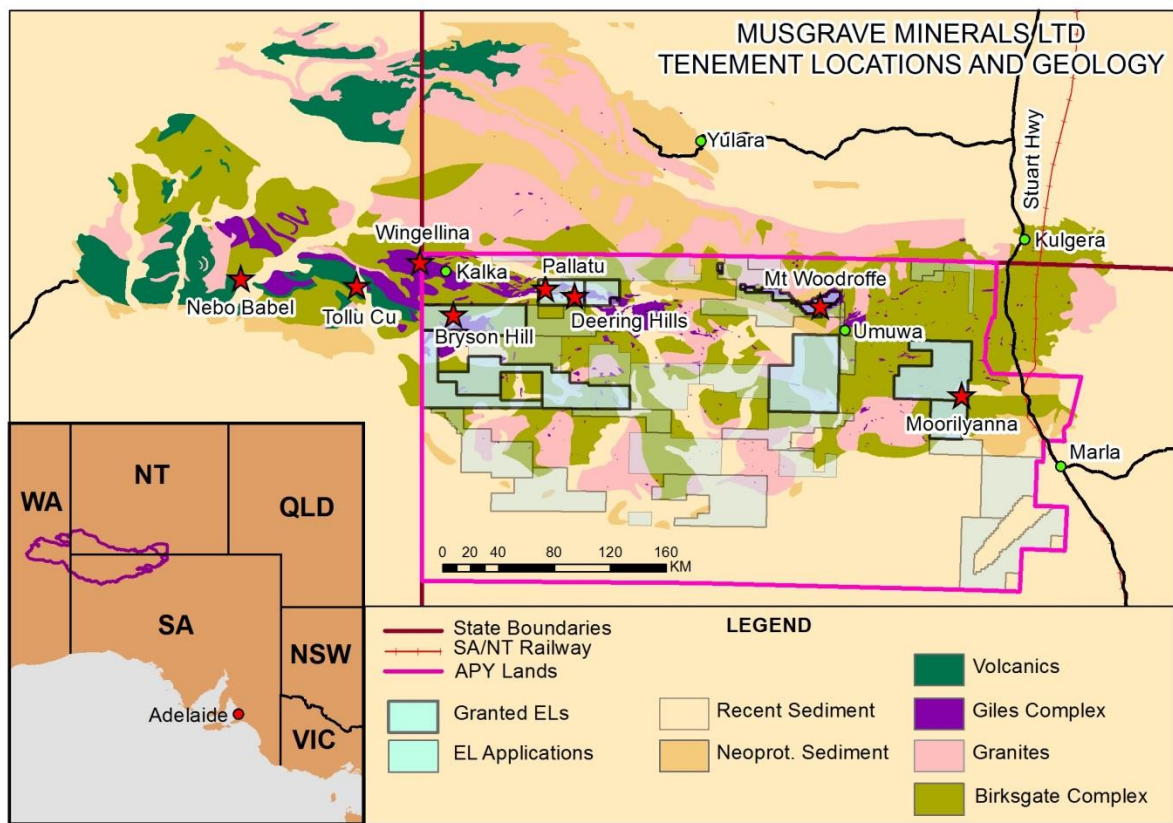 MUSGRAVE MINERALS LTD
TENEMENT LOCATIONS AND GEOLOGY
Stuart Hwy
Yulara
Kulgera
Wingellina
Kalka
Pallatu
Mt Woodroffe
Nebo Babel
Tollu Cu
Bryson Hill
Deering Hills
Umuwa
Moorilyanna
Marla
0 20 40 80 120 160
KM
NT
WA
QLD
SA
NSW
Adelaide
VIC
LEGEND
State Boundaries
SA/NT Railway
APY Lands
Granted ELs
EL Applications
Recent Sediment
Neoprot. Sediment
Volcanics
Giles Complex
Granites
Birksgate Complex